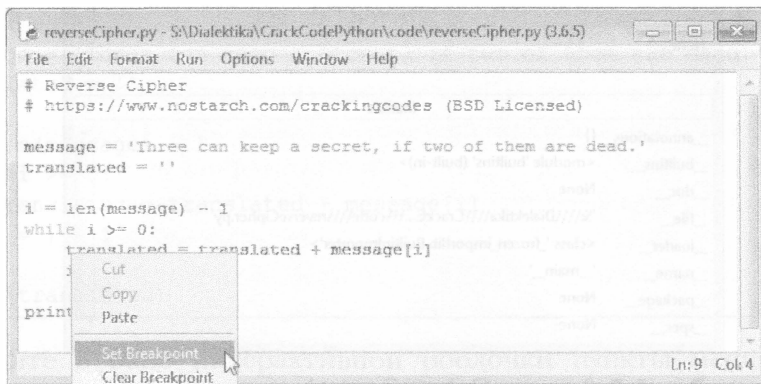 reverseCipher.py - S:\Dialektika\CrackCodePython\code\reverseCipher.py (3.6.5)
File Edit Format Run Options Window Help
# Reverse Cipher
# https://www.nostarch.com/crackingcodes (BSD Licensed)
message = 'Three can keep a secret, if two of them are dead.'
translated = ''
i = len(message) - 1
while i >= 0:
translated = translated + message[i]
i
print
Cut
Copy
Paste
Set Breakpoint
Clear Breakpoint
Ln: 9 Col: 4